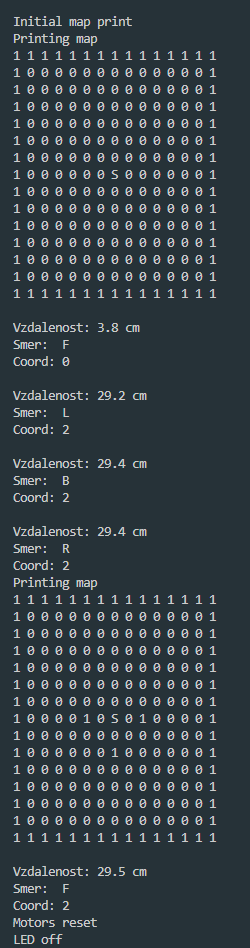 Initial map print
Printing map
1 1 1 1 1 1 1 1 1 1 1 1 1 1 1
1 0 0 0 0 0 0 0 0 0 0 0 0 0 1
1 0 0 0 0 0 0 0 0 0 0 0 0 0 1
1 0 0 0 0 0 0 0 0 0 0 0 0 0 1
1 0 0 0 0 0 0 0 0 0 0 0 0 0 1
1 0 0 0 0 0 0 0 0 0 0 0 0 0 1
1 0 0 0 0 0 0 0 0 0 0 0 0 0 1
1 0 0 0 0 0 0 S 0 0 0 0 0 0 1
1 0 0 0 0 0 0 0 0 0 0 0 0 0 1
1 0 0 0 0 0 0 0 0 0 0 0 0 0 1
1 0 0 0 0 0 0 0 0 0 0 0 0 0 1
1 0 0 0 0 0 0 0 0 0 0 0 0 0 1
1 0 0 0 0 0 0 0 0 0 0 0 0 0 1
1 0 0 0 0 0 0 0 0 0 0 0 0 0 1
1 1 1 1 1 1 1 1 1 1 1 1 1 1 1
Vzdalenost: 3.8 cm
Smer:  F
Coord: 0
Vzdalenost: 29.2 cm
Smer:  L
Coord: 2
Vzdalenost: 29.4 cm
Smer:  B
Coord: 2
Vzdalenost: 29.4 cm
Smer:  R
Coord: 2
Printing map
1 1 1 1 1 1 1 1 1 1 1 1 1 1 1
1 0 0 0 0 0 0 0 0 0 0 0 0 0 1
1 0 0 0 0 0 0 0 0 0 0 0 0 0 1
1 0 0 0 0 0 0 0 0 0 0 0 0 0 1
1 0 0 0 0 0 0 0 0 0 0 0 0 0 1
1 0 0 0 0 0 0 0 0 0 0 0 0 0 1
1 0 0 0 0 0 0 0 0 0 0 0 0 0 1
1 0 0 0 0 1 0 S 0 1 0 0 0 0 1
1 0 0 0 0 0 0 0 0 0 0 0 0 0 1
1 0 0 0 0 0 0 1 0 0 0 0 0 0 1
1 0 0 0 0 0 0 0 0 0 0 0 0 0 1
1 0 0 0 0 0 0 0 0 0 0 0 0 0 1
1 0 0 0 0 0 0 0 0 0 0 0 0 0 1
1 0 0 0 0 0 0 0 0 0 0 0 0 0 1
1 1 1 1 1 1 1 1 1 1 1 1 1 1 1
Vzdalenost: 29.5 cm
Smer:  F
Coord: 2
Motors reset
LED off